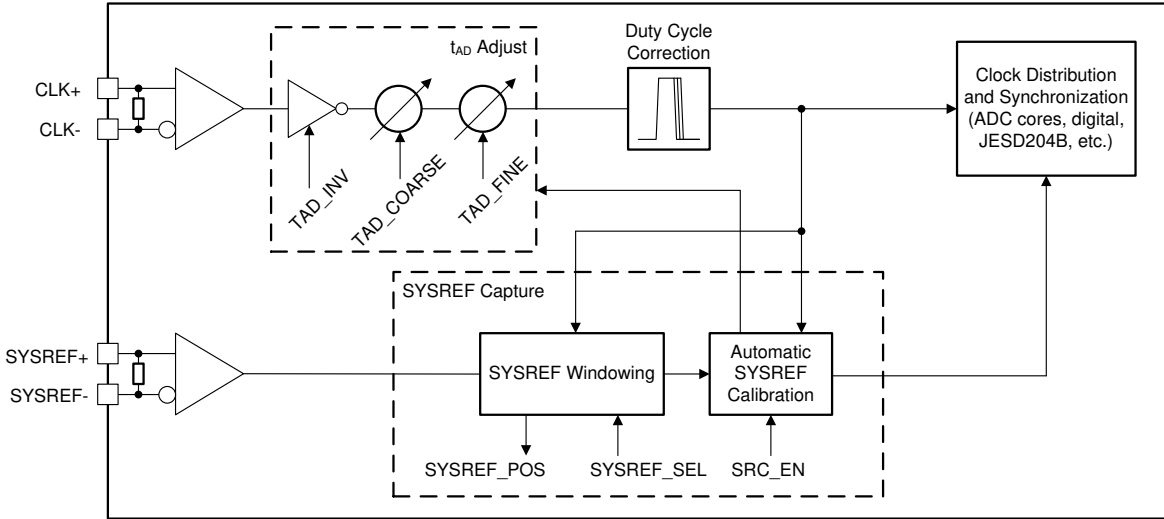 t_AD Adjust
Duty Cycle
Correction
CLK+
CLK-
TAD_INV
TAD_COARSE
TAD_FINE
Clock Distribution
and Synchronization
(ADC cores, digital,
JESD204B, etc.)
SYSREF Capture
SYSREF+
SYSREF-
SYSREF Windowing
Automatic
SYSREF
Calibration
SYSREF_POS
SYSREF_SEL
SRC_EN